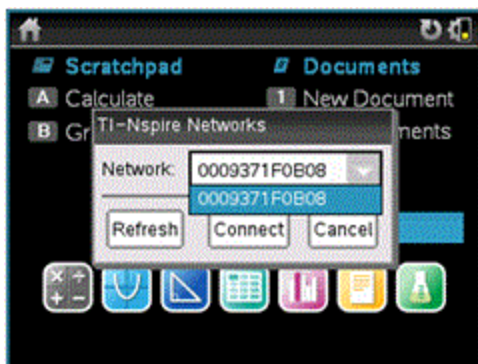 Scratchpad
Documents
A Calculate
1 New Document
B Gr
ments
TI-Nspire Networks
Network: 0009371F0B08
0009371F0B08
Refresh Connect Cancel